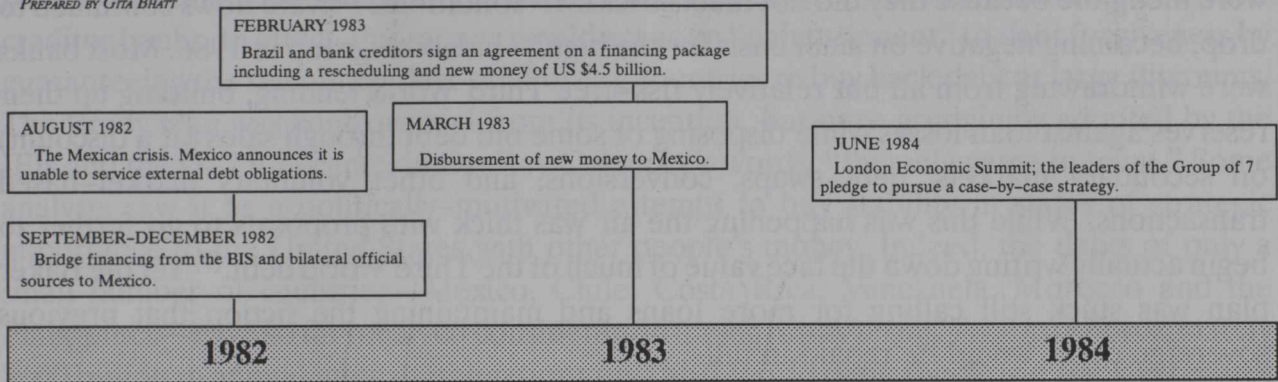 PREPARED BY GITA BHATT
FEBRUARY 1983
Brazil and bank creditors sign an agreement on a financing package
including a rescheduling and new money of US $4.5 billion.
AUGUST 1982
The Mexican crisis. Mexico announces it is
unable to service external debt obligations.
MARCH 1983
Disbursement of new money to Mexico.
JUNE 1984
London Economic Summit; the leaders of the Group of 7
pledge to pursue a case–by–case strategy.
SEPTEMBER–DECEMBER 1982
Bridge financing from the BIS and bilateral official
sources to Mexico.
1982
1983
1984